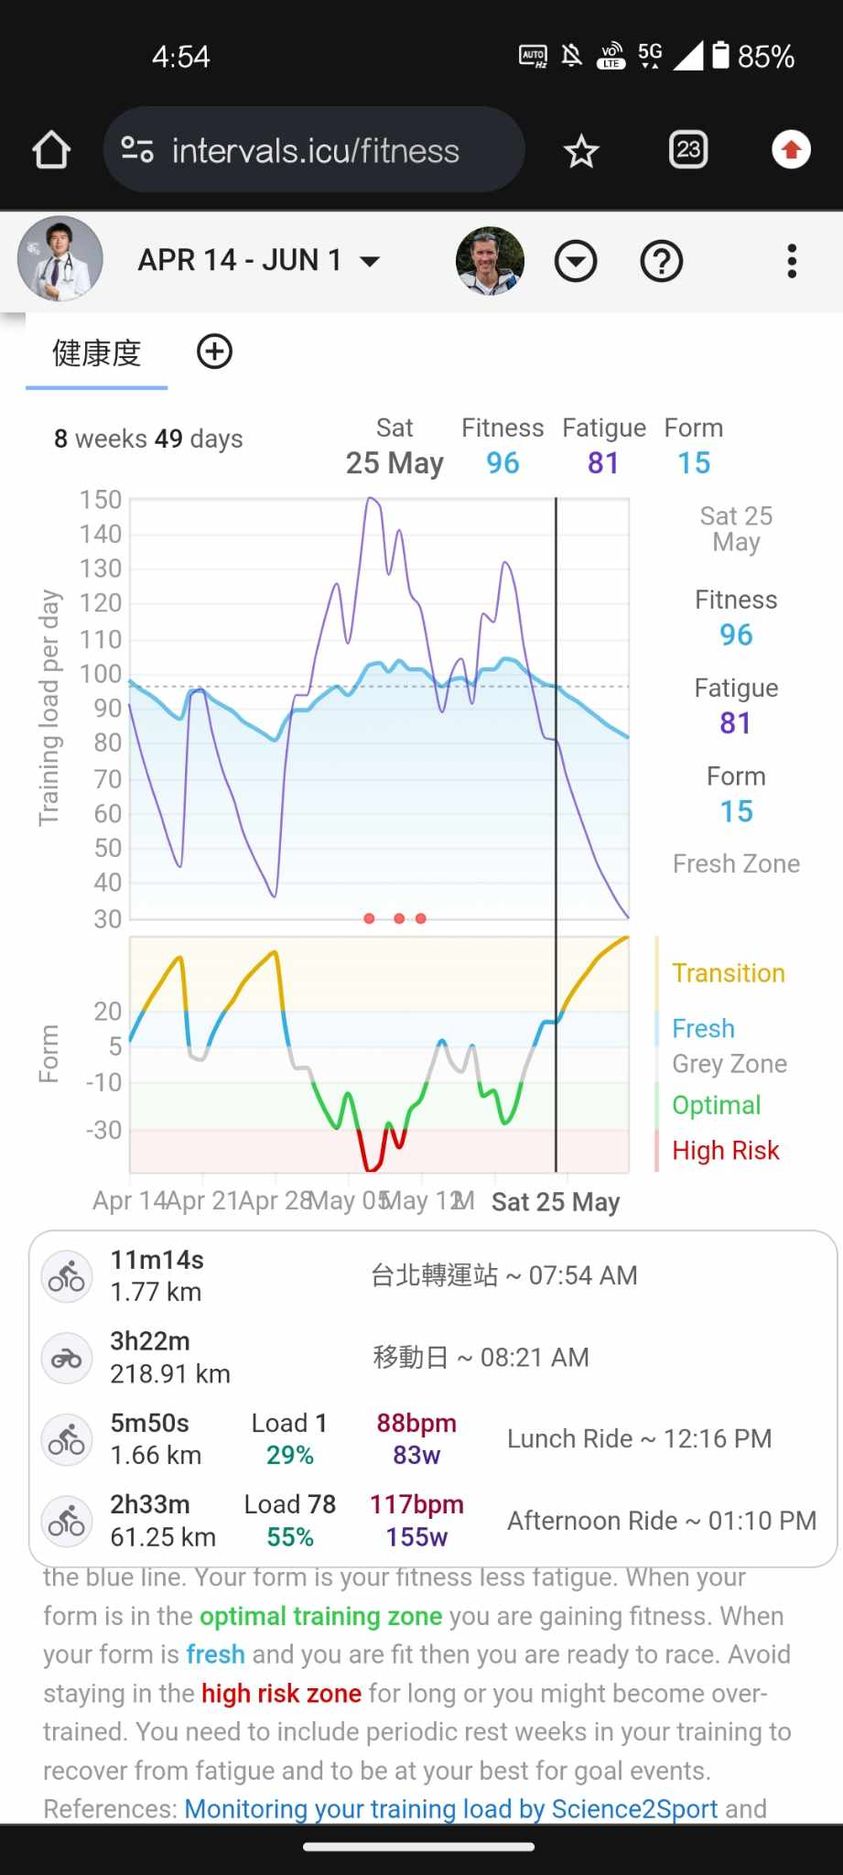 4:54
AUTO Hz VO LTE 5G 85%
intervals.icu/fitness
23
APR 14 - JUN 1
健康度
8 weeks 49 days
Sat Fitness Fatigue Form
25 May 96 81 15
150
140
130
120
110
100
90
80
70
60
50
40
30
Training load per day
Sat 25
May
Fitness
96
Fatigue
81
Form
15
Fresh Zone
20
5
-10
-30
Form
Transition
Fresh
Grey Zone
Optimal
High Risk
Apr 14 Apr 21 Apr 28 May 05 May 12 M Sat 25 May
11m14s
1.77 km
台北轉運站 ~ 07:54 AM
3h22m
218.91 km
移動日 ~ 08:21 AM
5m50s Load 1 88bpm
1.66 km 29% 83w
Lunch Ride ~ 12:16 PM
2h33m Load 78 117bpm
61.25 km 55% 155w
Afternoon Ride ~ 01:10 PM
the blue line. Your form is your fitness less fatigue. When your
form is in the optimal training zone you are gaining fitness. When
your form is fresh and you are fit then you are ready to race. Avoid
staying in the high risk zone for long or you might become over-
trained. You need to include periodic rest weeks in your training to
recover from fatigue and to be at your best for goal events.
References: Monitoring your training load by Science2Sport and